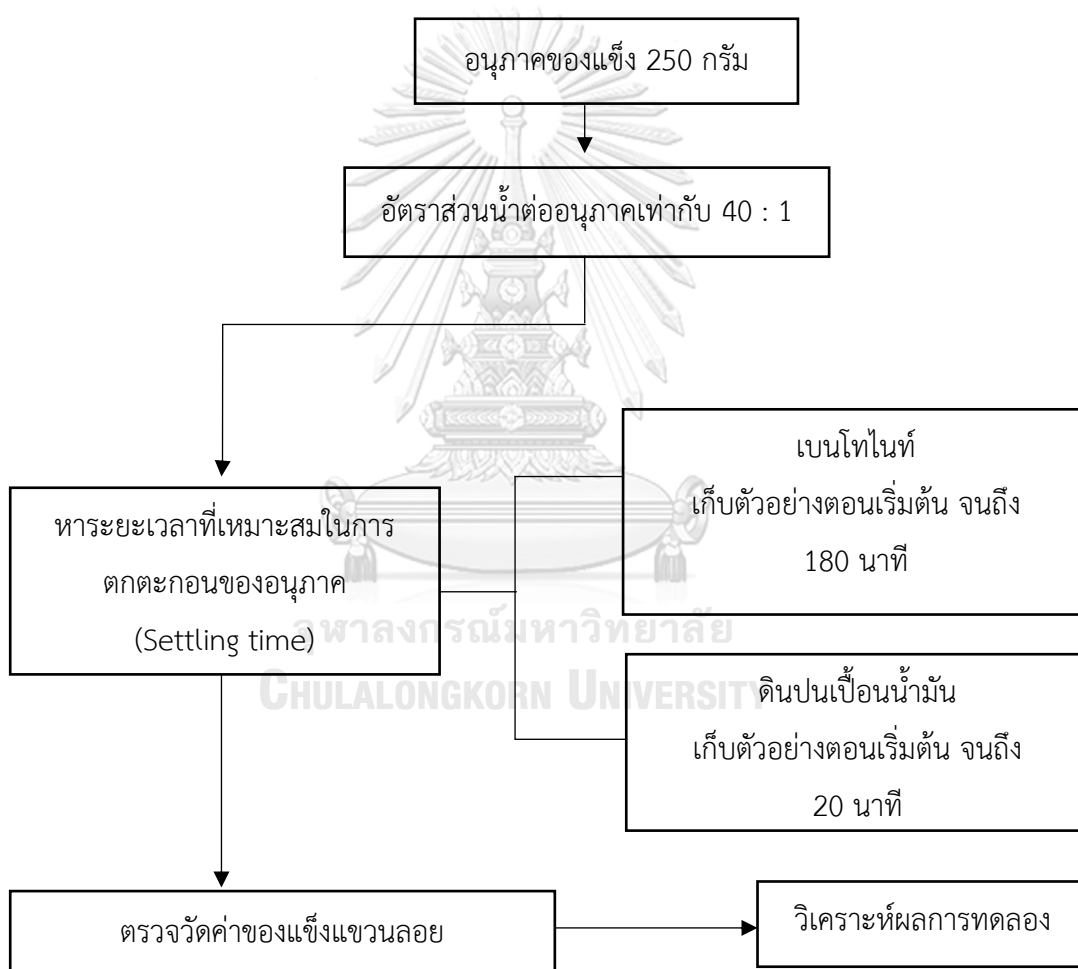 อนุภาคของแข็ง 250 กรัม
อัตราส่วนน้ำต่ออนุภาคเท่ากับ 40 : 1
เบนโทไนท์
เก็บตัวอย่างตอนเริ่มต้น จนถึง
180 นาที
หาระยะเวลาที่เหมาะสมในการ
ตกตะกอนของอนุภาค
(Settling time)
จุฬาลงกรณ์มหาวิทยาลัย
CHULALONGKORN UNIVERSITY
ดินปนเปื้อนน้ำมัน
เก็บตัวอย่างตอนเริ่มต้น จนถึง
20 นาที
ตรวจวัดค่าของแข็งแขวนลอย
วิเคราะห์ผลการทดลอง